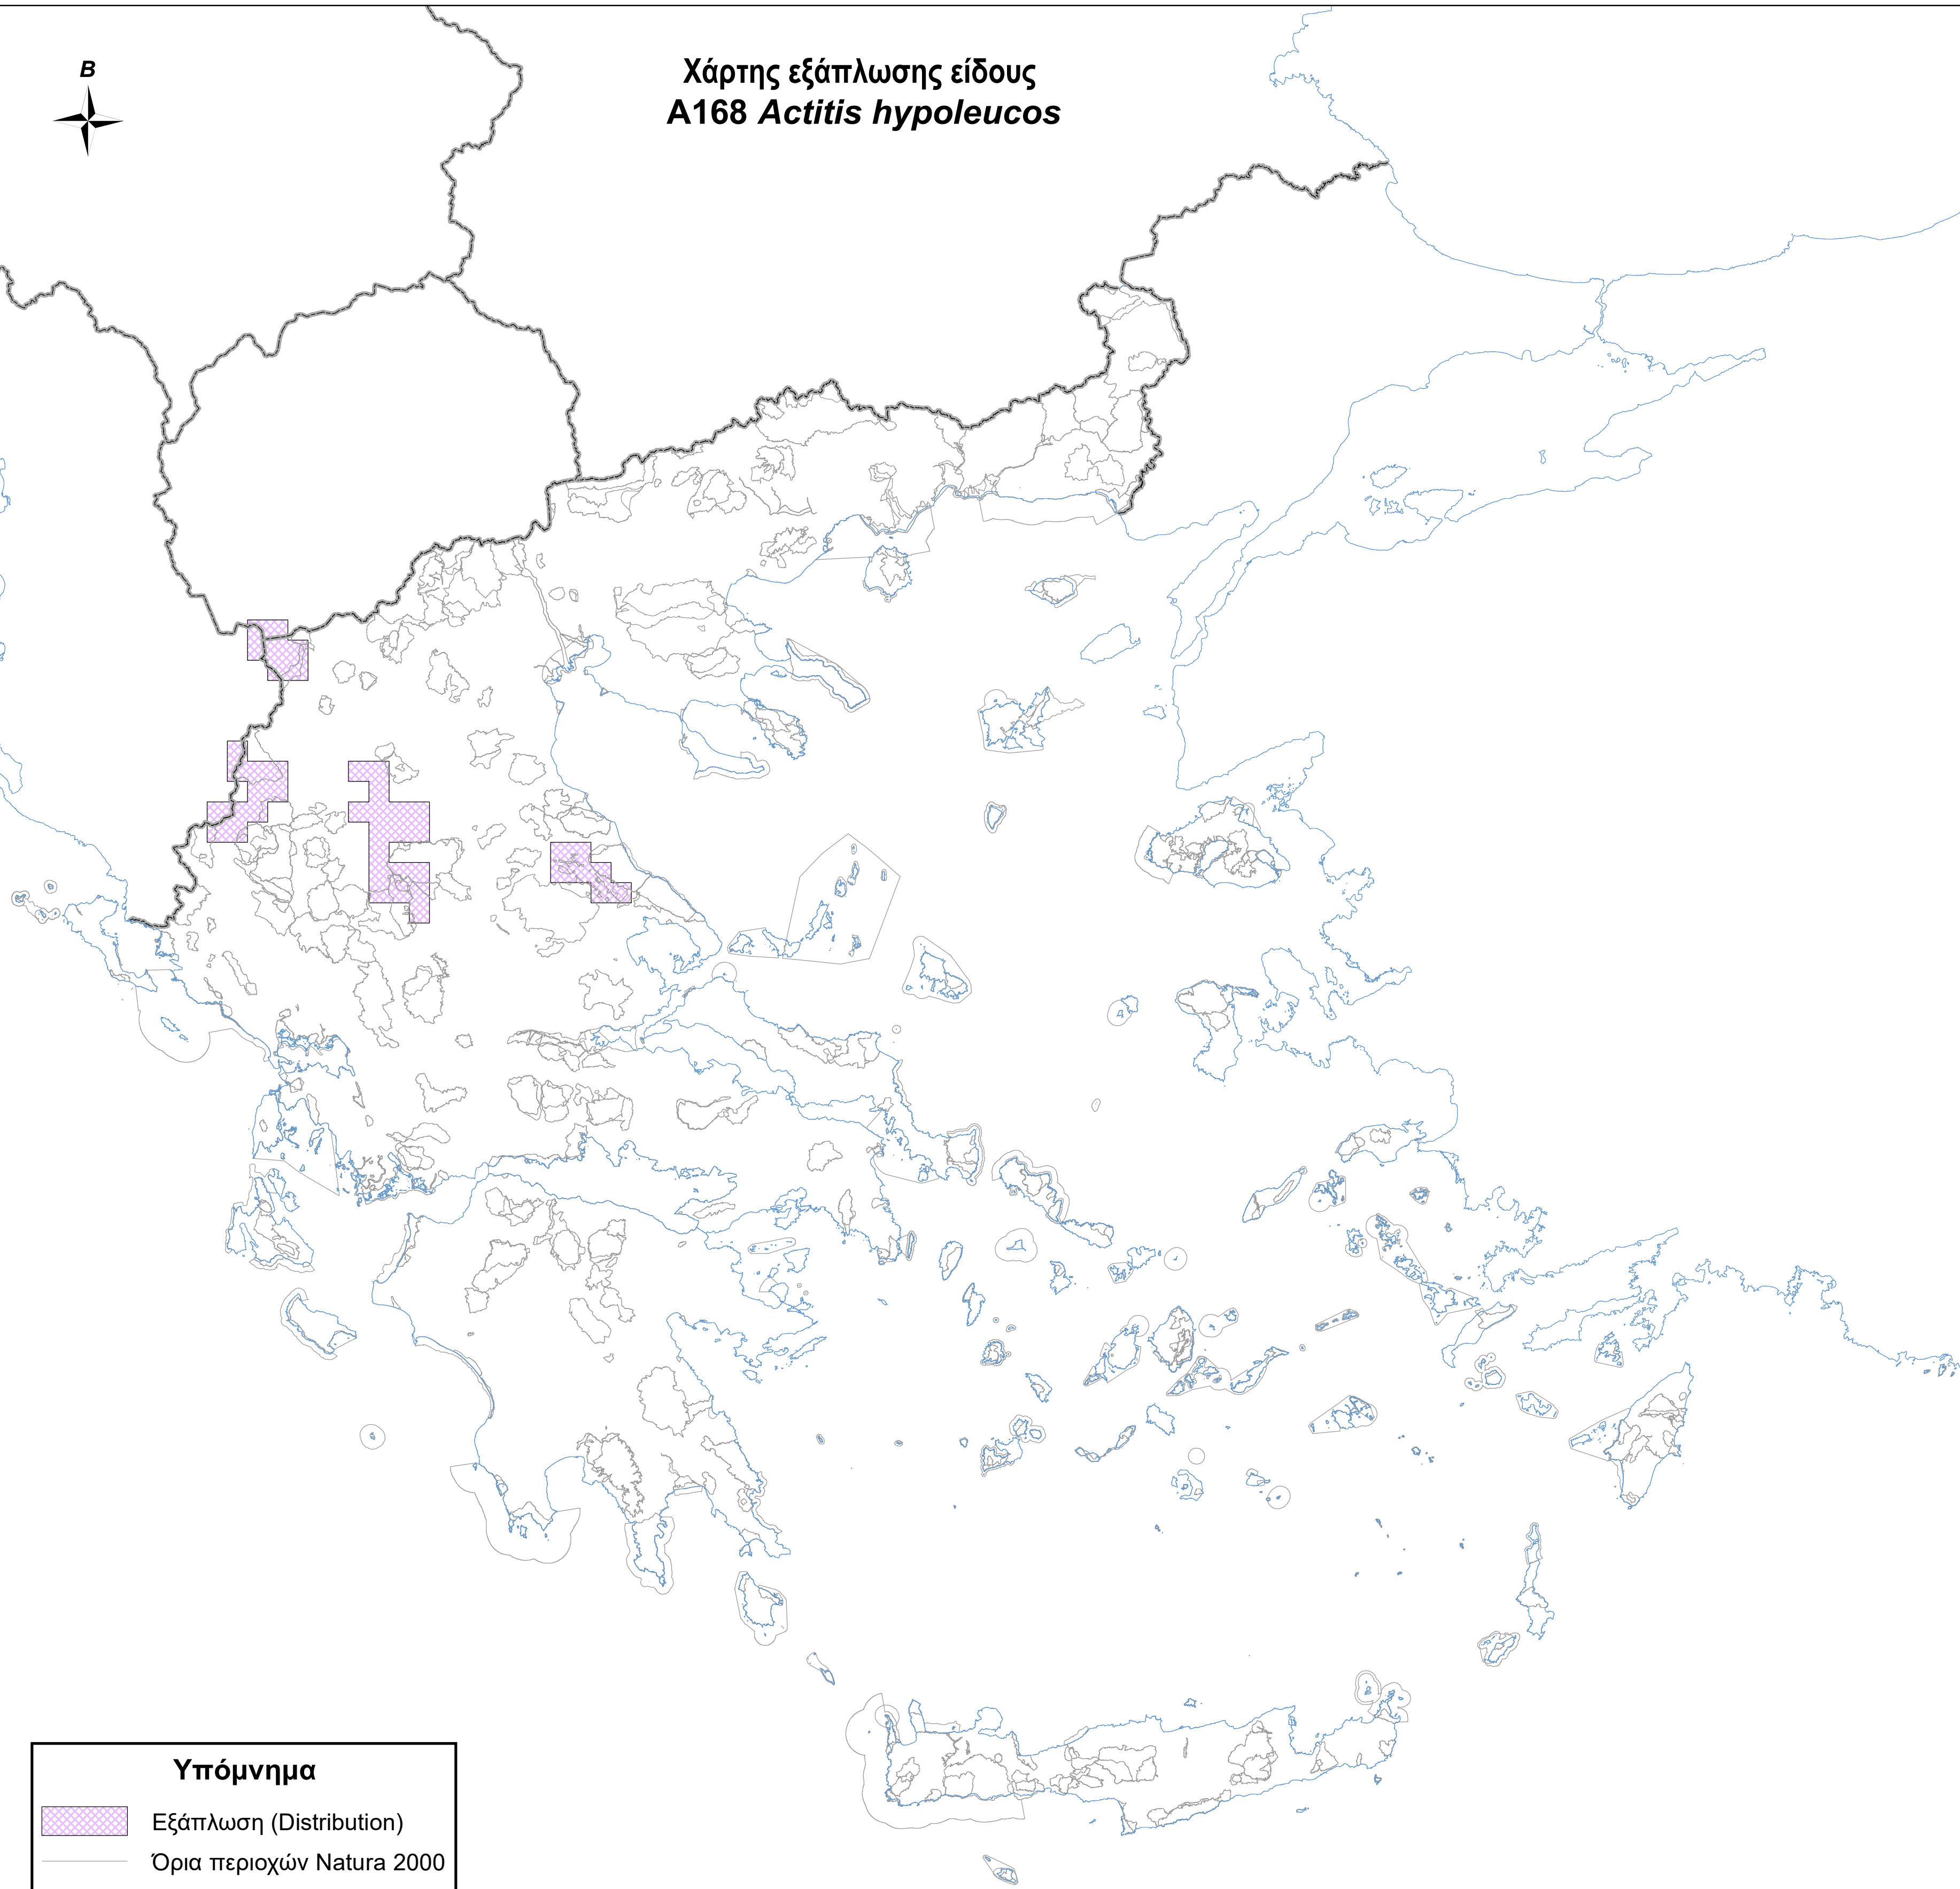 Β
Χάρτης εξάπλωσης είδους
A168 Actitis hypoleucos
Υπόμνημα
Εξάπλωση (Distribution)
Όρια περιοχών Natura 2000